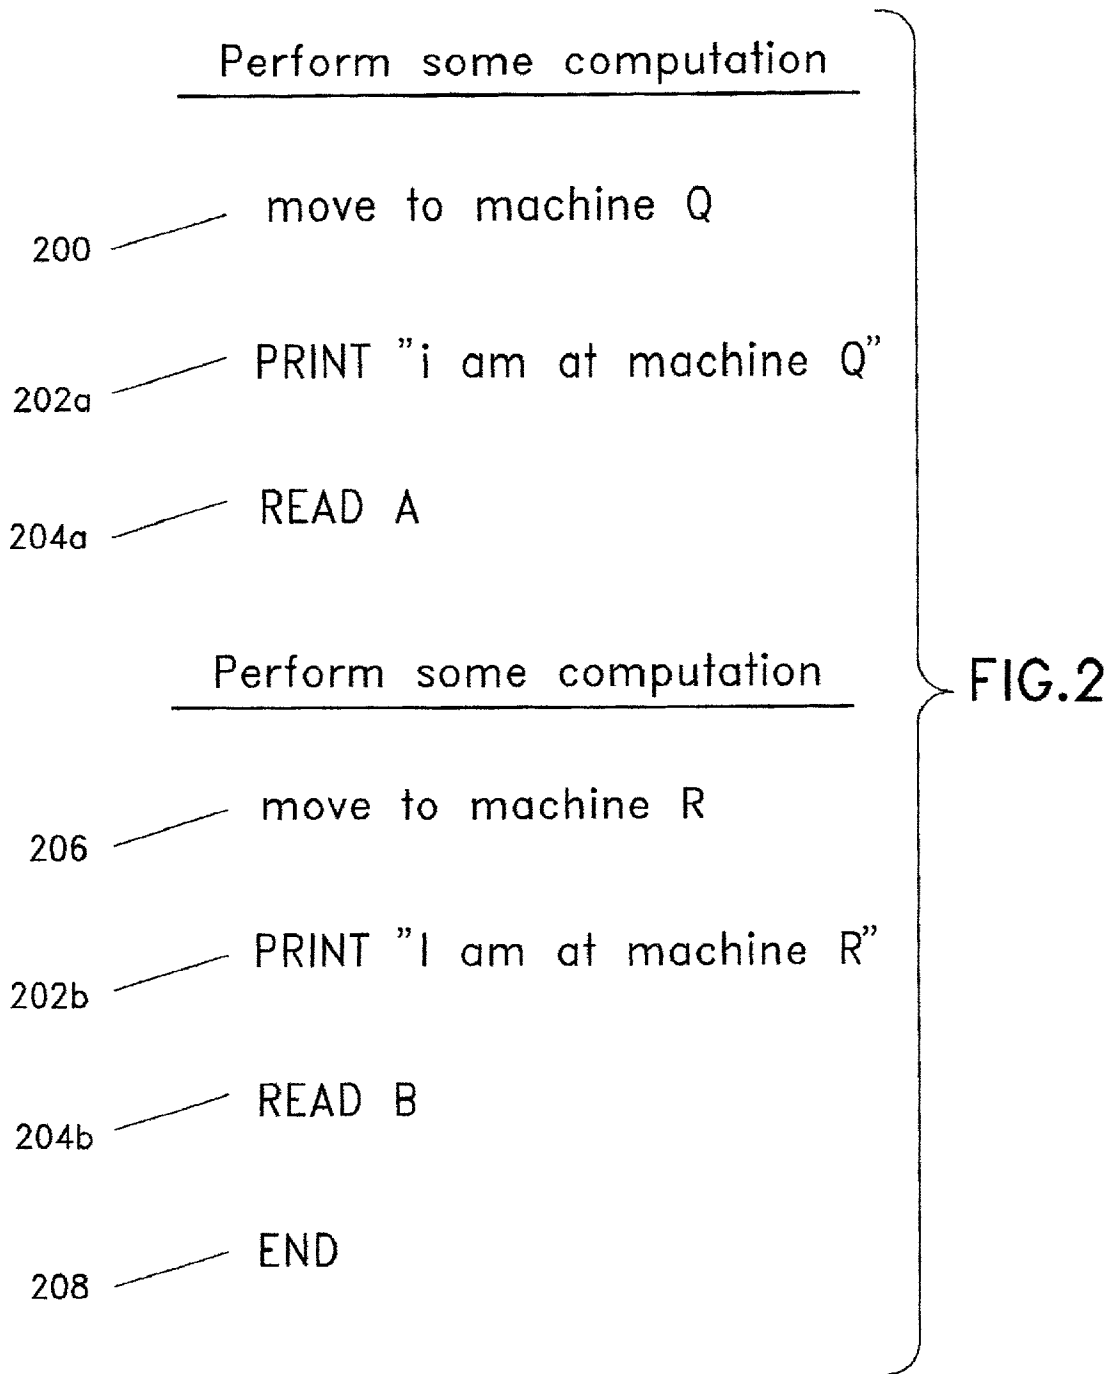 Perform some computation
move to machine Q
200
PRINT "i am at machine Q"
202a
READ A
204a
Perform some computation
FIG.2
move to machine R
206
PRINT "I am at machine R"
202b
READ B
204b
END
208